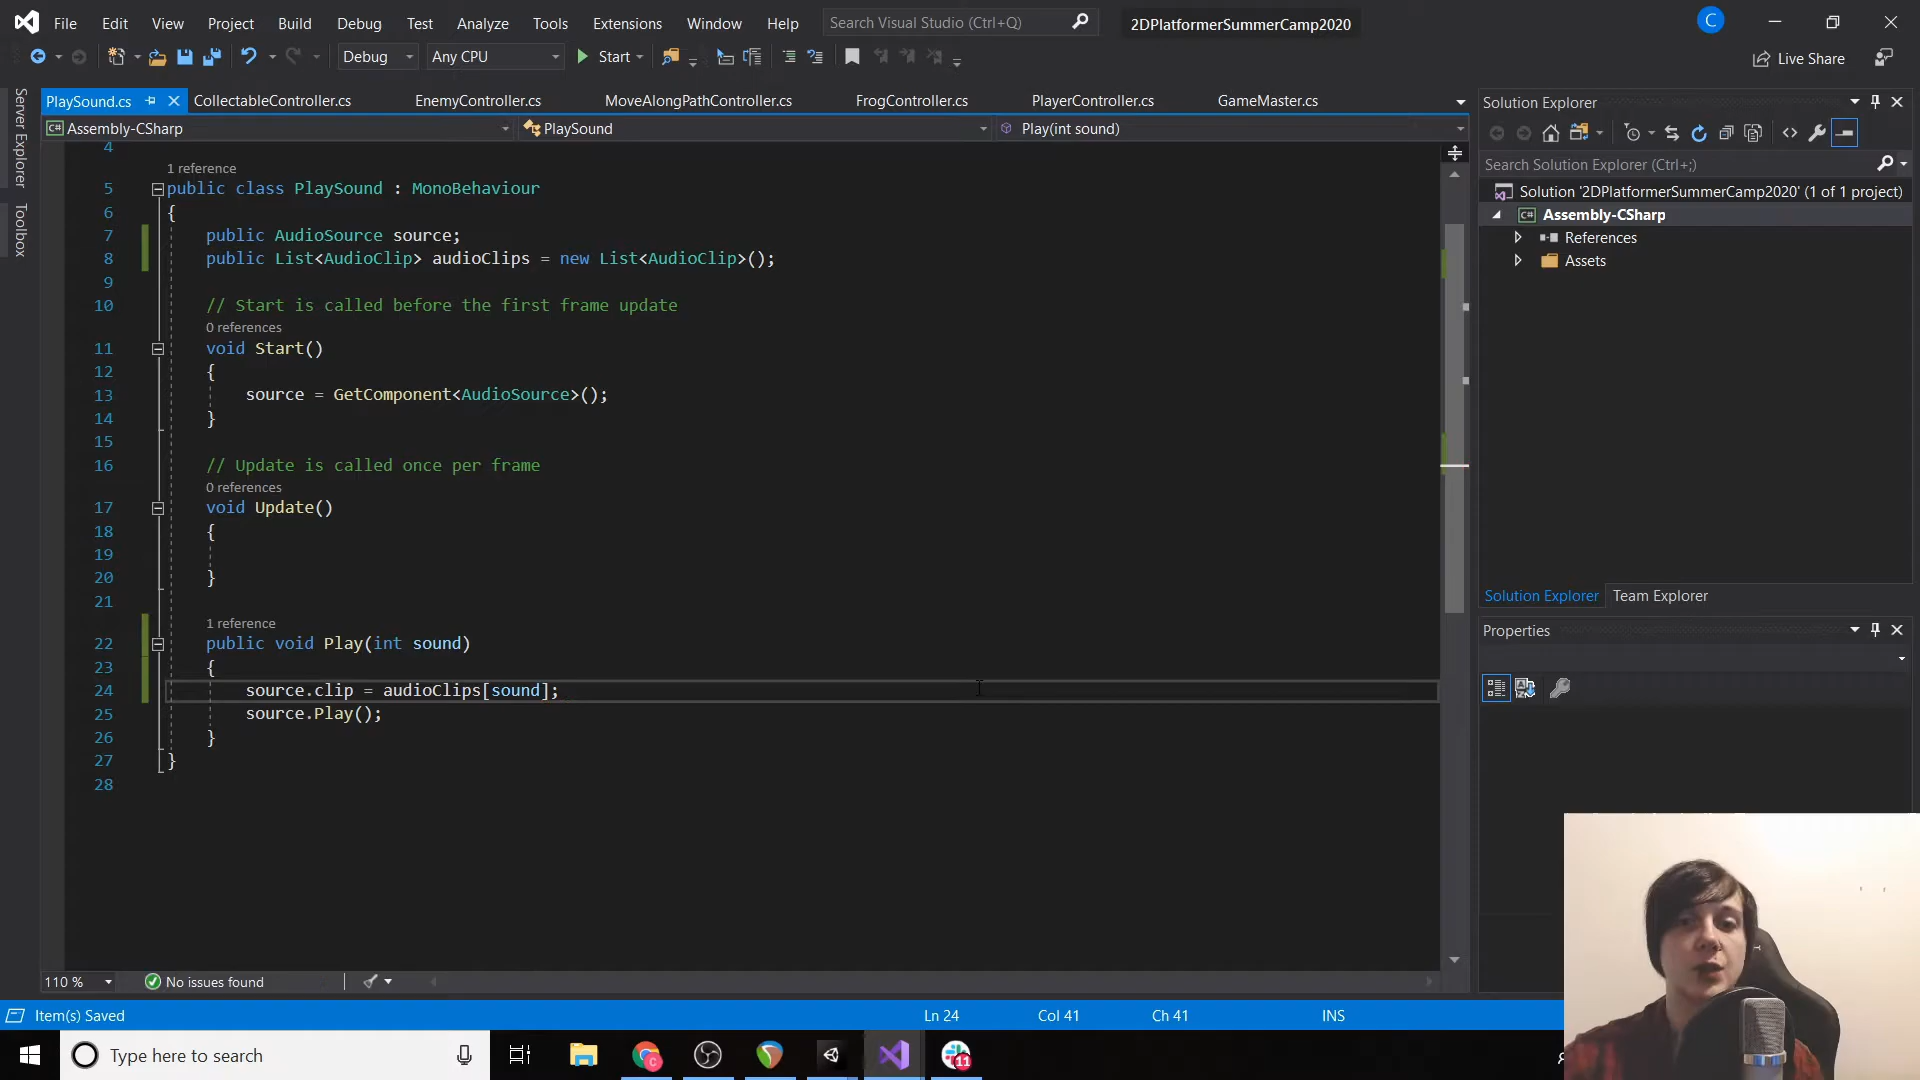 File Edit View Project Build Debug Test Analyze Tools Extensions Window Help Search Visual Studio (Ctrl+Q) 2DPlatformerSummerCamp2020 C
Debug Any CPU Start Live Share
Server Explorer
Toolbox
PlaySound.cs CollectableController.cs EnemyController.cs MoveAlongPathController.cs FrogController.cs PlayerController.cs GameMaster.cs
C# Assembly-CSharp PlaySound Play(int sound)
4
1 reference
5 public class PlaySound : MonoBehaviour
6 {
7 public AudioSource source;
8 public List<AudioClip> audioClips = new List<AudioClip>();
9
10 // Start is called before the first frame update
0 references
11 void Start()
12 {
13 source = GetComponent<AudioSource>();
14 }
15
16 // Update is called once per frame
0 references
17 void Update()
18 {
19
20 }
21
1 reference
22 public void Play(int sound)
23 {
24 source.clip = audioClips[sound];
25 source.Play();
26 }
27 }
28
110 % No issues found
Item(s) Saved Ln 24 Col 41 Ch 41 INS
Solution Explorer
Search Solution Explorer (Ctrl+;)
Solution '2DPlatformerSummerCamp2020' (1 of 1 project)
C# Assembly-CSharp
References
Assets
Solution Explorer Team Explorer
Properties
Type here to search
11